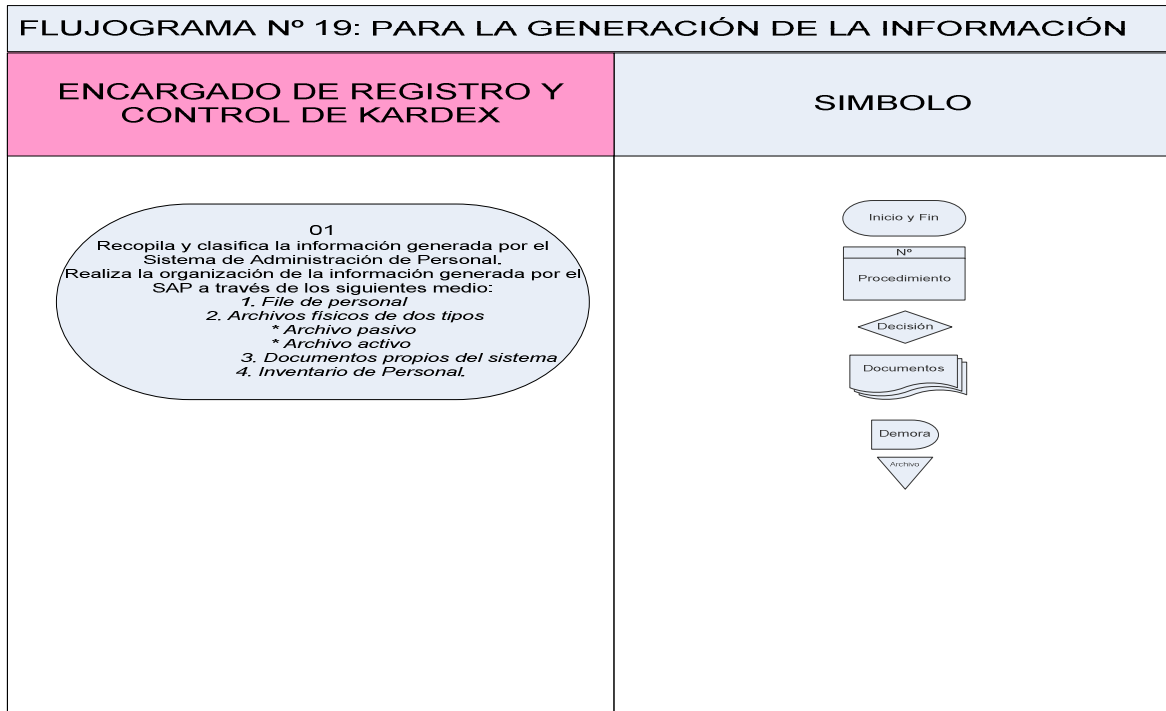 FLUJOGRAMA Nº 19: PARA LA GENERACIÓN DE LA INFORMACIÓN
ENCARGADO DE REGISTRO Y
CONTROL DE KARDEX
SIMBOLO
01
Recopila y clasifica la información generada por el
Sistema de Administración de Personal.
Realiza la organización de la información generada por el
SAP a través de los siguientes medio:
1. File de personal
2. Archivos físicos de dos tipos
* Archivo pasivo
* Archivo activo
3. Documentos propios del sistema
4. Inventario de Personal.
Inicio y Fin
Nº
Procedimiento
Decisión
Documentos
Demora
Archivo